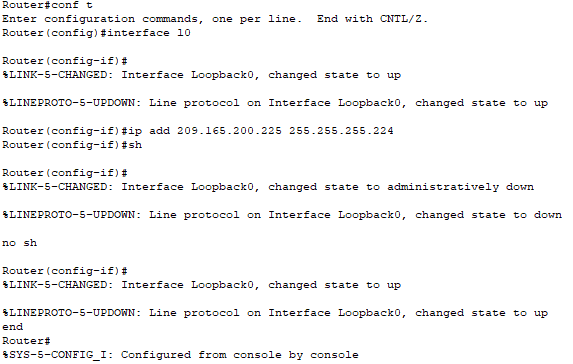 Router#conf t
Enter configuration commands, one per line.  End with CNTL/Z.
Router(config)#interface l0
Router(config-if)#
%LINK-5-CHANGED: Interface Loopback0, changed state to up
%LINEPROTO-5-UPDOWN: Line protocol on Interface Loopback0, changed state to up
Router(config-if)#ip add 209.165.200.225 255.255.255.224
Router(config-if)#sh
Router(config-if)#
%LINK-5-CHANGED: Interface Loopback0, changed state to administratively down
%LINEPROTO-5-UPDOWN: Line protocol on Interface Loopback0, changed state to down
no sh
Router(config-if)#
%LINK-5-CHANGED: Interface Loopback0, changed state to up
%LINEPROTO-5-UPDOWN: Line protocol on Interface Loopback0, changed state to up
end
Router#
%SYS-5-CONFIG_I: Configured from console by console